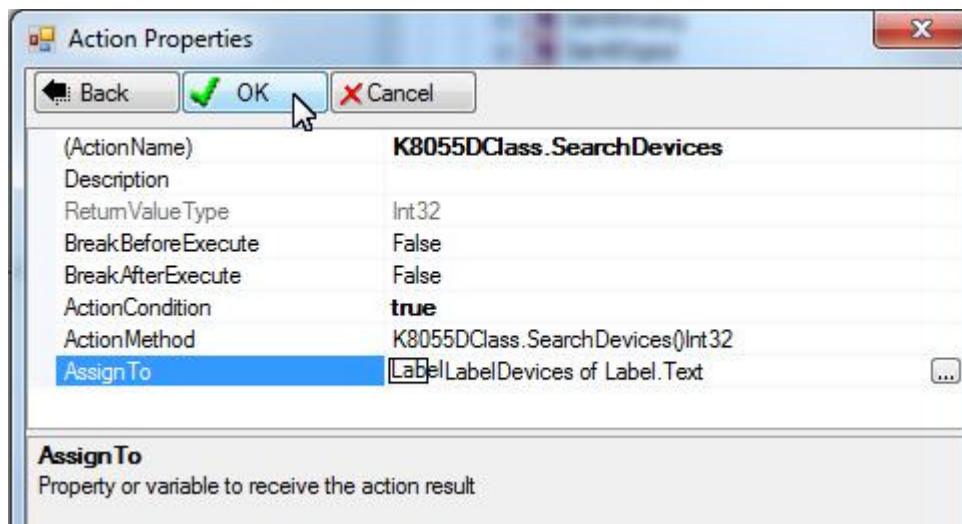 Action Properties
Back OK Cancel
(ActionName) K8055DClass.SearchDevices
Description
ReturnValueType Int32
BreakBeforeExecute False
BreakAfterExecute False
ActionCondition true
ActionMethod K8055DClass.SearchDevices()Int32
AssignTo LabelLabelDevices of Label.Text ...
AssignTo
Property or variable to receive the action result